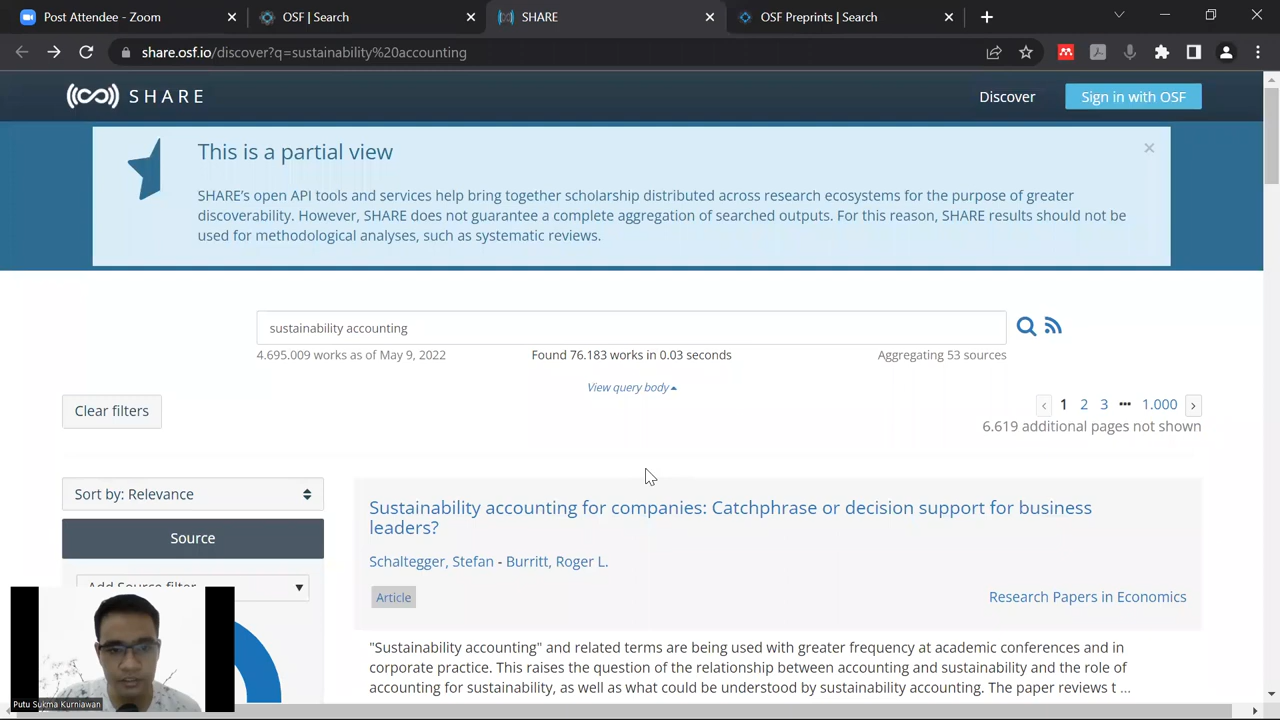 Post Attendee - Zoom
OSF | Search
SHARE
OSF Preprints | Search
share.osf.io/discover?q=sustainability%20accounting
SHARE
Discover
Sign in with OSF
This is a partial view
SHARE's open API tools and services help bring together scholarship distributed across research ecosystems for the purpose of greater
discoverability. However, SHARE does not guarantee a complete aggregation of searched outputs. For this reason, SHARE results should not be
used for methodological analyses, such as systematic reviews.
sustainability accounting
4.695.009 works as of May 9, 2022
Found 76.183 works in 0.03 seconds
Aggregating 53 sources
View query body
Clear filters
1 2 3 ••• 1.000
6.619 additional pages not shown
Sort by: Relevance
Source
Add Source filter
Sustainability accounting for companies: Catchphrase or decision support for business
leaders?
Schaltegger, Stefan - Burritt, Roger L.
Article
Research Papers in Economics
"Sustainability accounting" and related terms are being used with greater frequency at academic conferences and in
corporate practice. This raises the question of the relationship between accounting and sustainability and the role of
accounting for sustainability, as well as what could be understood by sustainability accounting. The paper reviews t ...
Putu Sukma Kurniawan